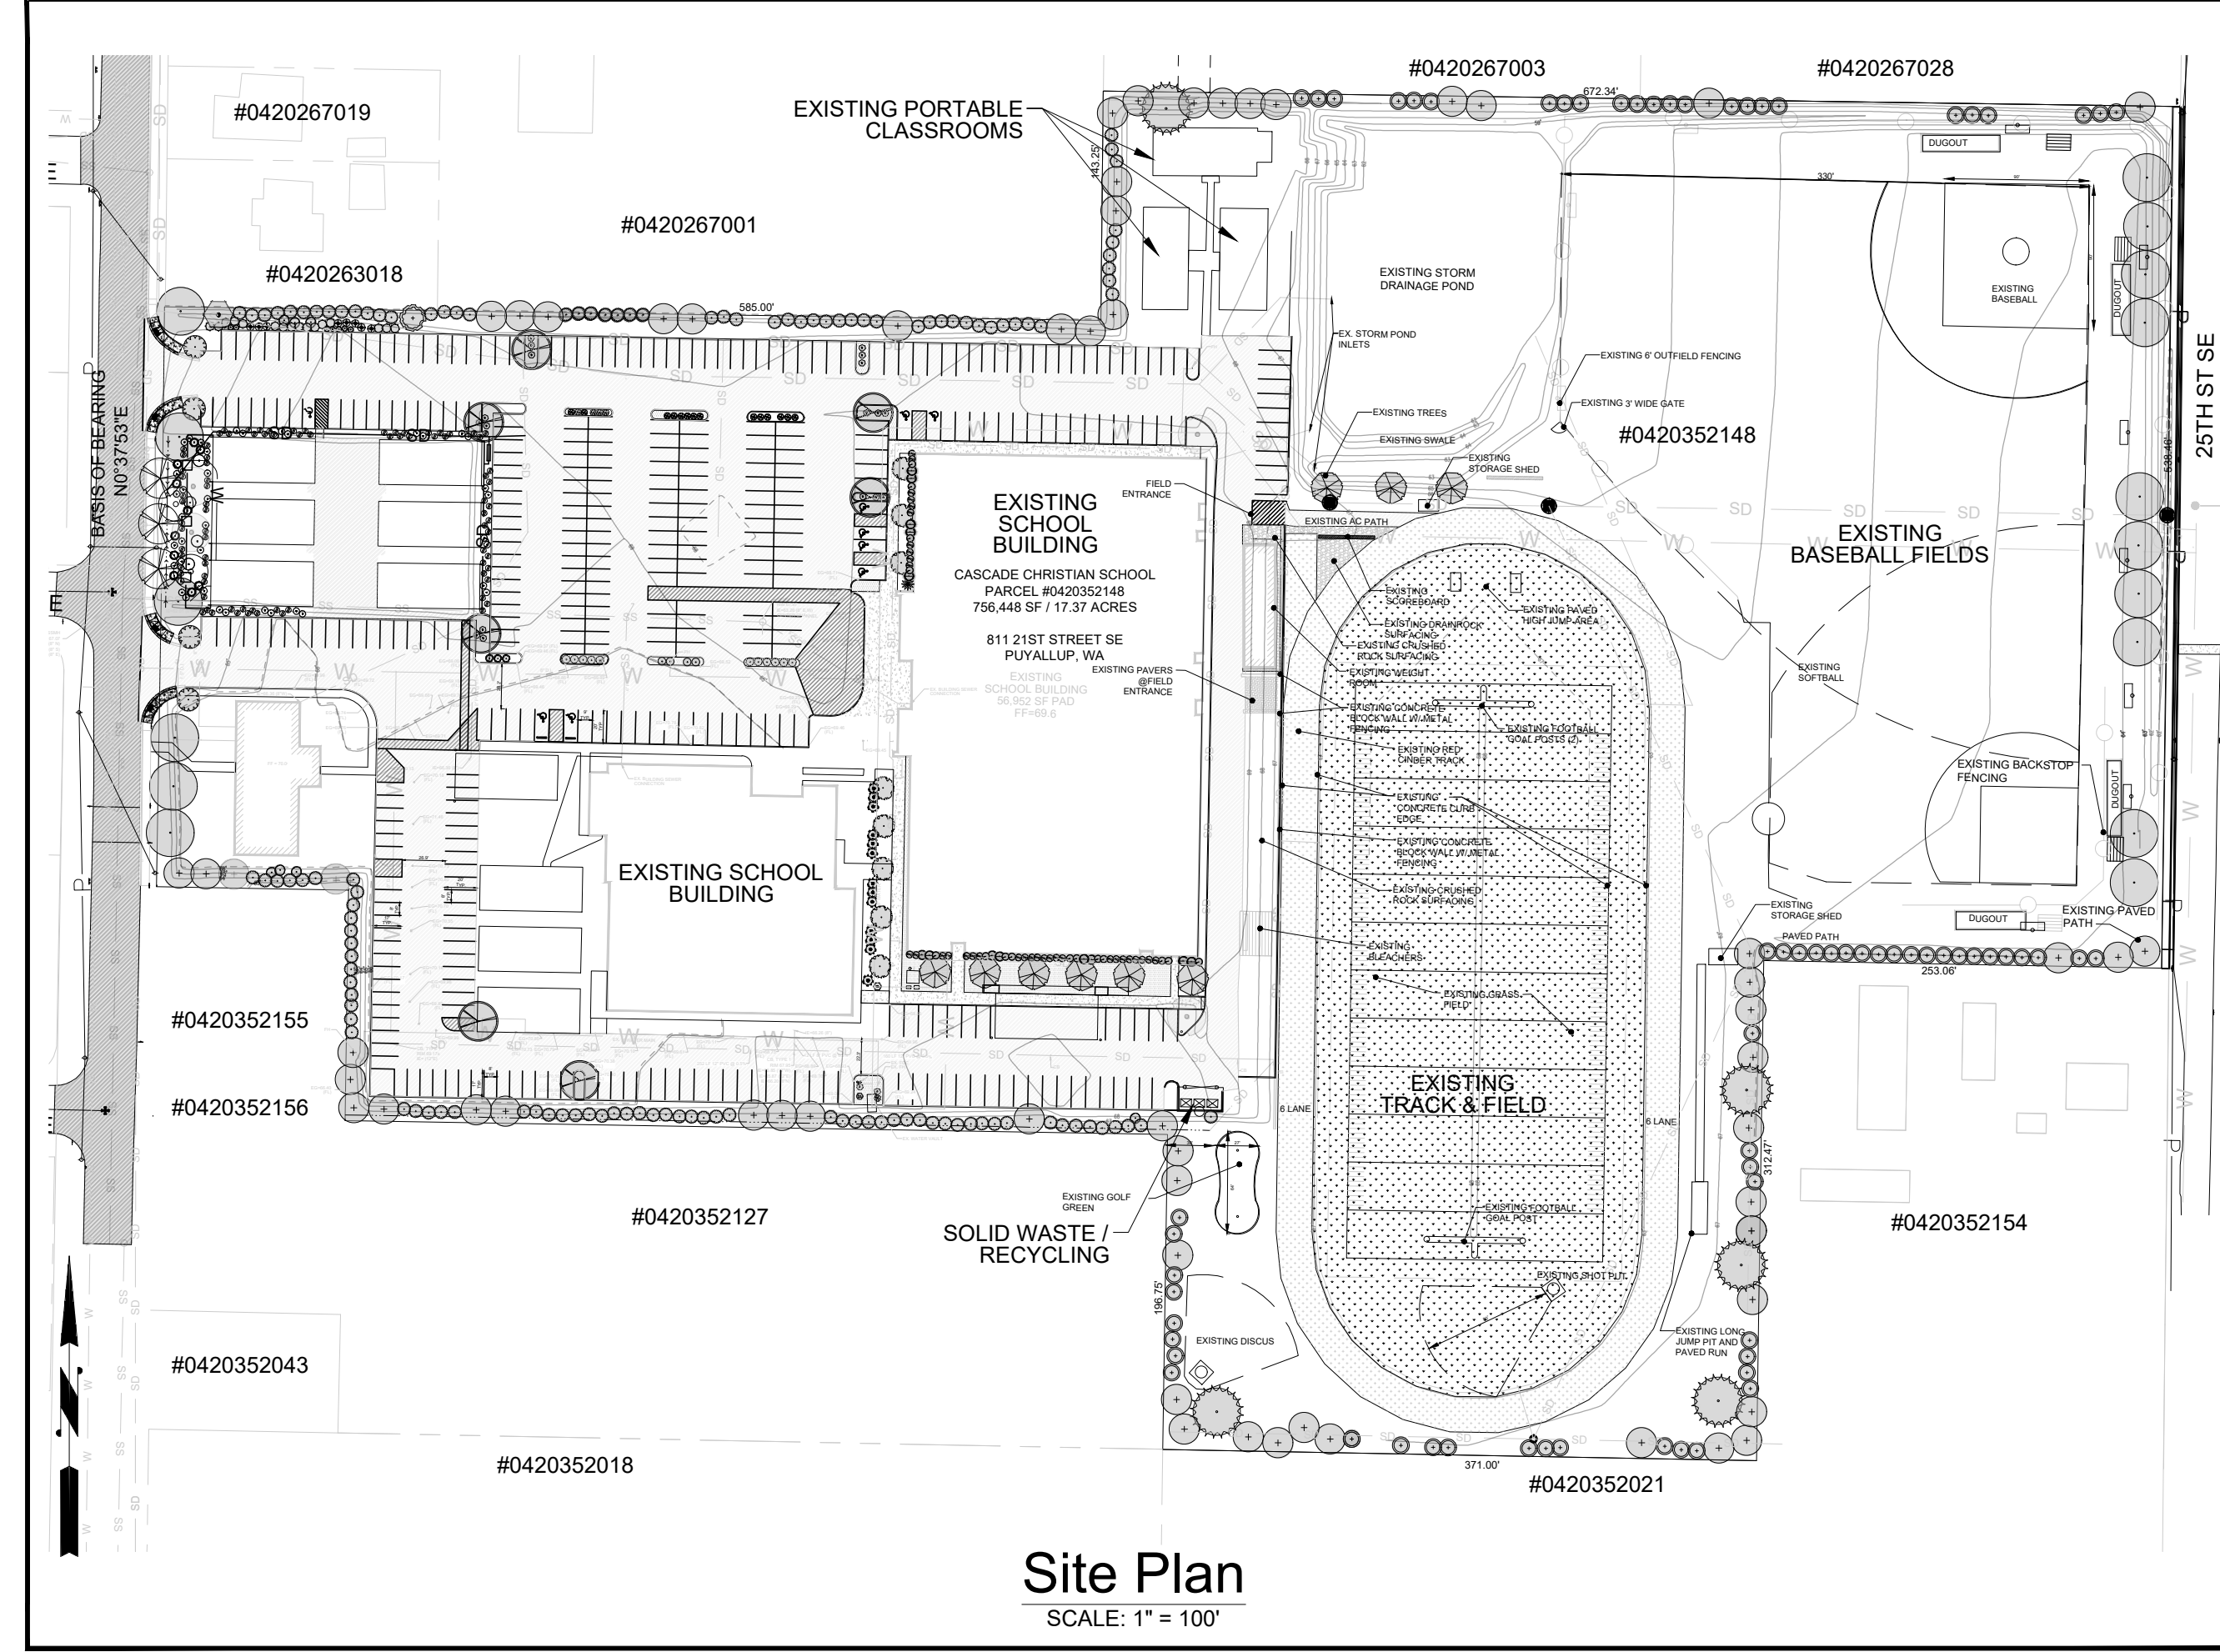 #0420267003
#0420267028
672.34'
#0420267019
EXISTING PORTABLE
CLASSROOMS
143.25'
DUGOUT
330'
#0420267001
#0420263018
585.00'
EXISTING STORM
DRAINAGE POND
EXISTING
BASEBALL
DUGOUT
25TH ST SE
EX. STORM POND
INLETS
EXISTING 6' OUTFIELD FENCING
EXISTING 3' WIDE GATE
#0420352148
EXISTING TREES
EXISTING SWALE
538.46'
BASIS OF BEARING
N0°37'53"E
EXISTING
STORAGE SHED
FIELD
ENTRANCE
EXISTING AC PATH
EXISTING
SCHOOL
BUILDING
CASCADE CHRISTIAN SCHOOL
PARCEL #0420352148
756,448 SF / 17.37 ACRES
811 21ST STREET SE
PUYALLUP, WA
EXISTING
SCHOOL BUILDING
56,952 SF PAD
FF=69.6
EXISTING
BASEBALL FIELDS
EXISTING
SCOREBOARD
EXISTING PAVED
HIGH JUMP AREA
EXISTING DRAINROCK
SURFACING
EXISTING CRUSHED
ROCK SURFACING
EXISTING WEIGHT
ROOM
EXISTING PAVERS
@FIELD
ENTRANCE
EXISTING
SOFTBALL
EXISTING CONCRETE
BLOCK WALL W/ METAL
FENCING
EXISTING FOOTBALL
GOAL POSTS (2)
EXISTING RED
CINDER TRACK
EXISTING BACKSTOP
FENCING
DUGOUT
EXISTING
CONCRETE CURB
EDGE
EXISTING CONCRETE
BLOCK WALL W/ METAL
FENCING
EXISTING SCHOOL
BUILDING
EXISTING CRUSHED
ROCK SURFACING
EXISTING
STORAGE SHED
DUGOUT
EXISTING PAVED
PATH
PAVED PATH
253.06'
EXISTING
BLEACHERS
EXISTING GRASS
FIELD
#0420352155
#0420352156
EXISTING
TRACK & FIELD
6 LANE
6 LANE
312.47'
#0420352127
EXISTING GOLF
GREEN
SOLID WASTE /
RECYCLING
EXISTING FOOTBALL
GOAL POST
#0420352154
EXISTING SHOT PUT
196.75'
EXISTING DISCUS
EXISTING LONG
JUMP PIT AND
PAVED RUN
#0420352043
#0420352018
371.00'
#0420352021
Site Plan
SCALE: 1" = 100'